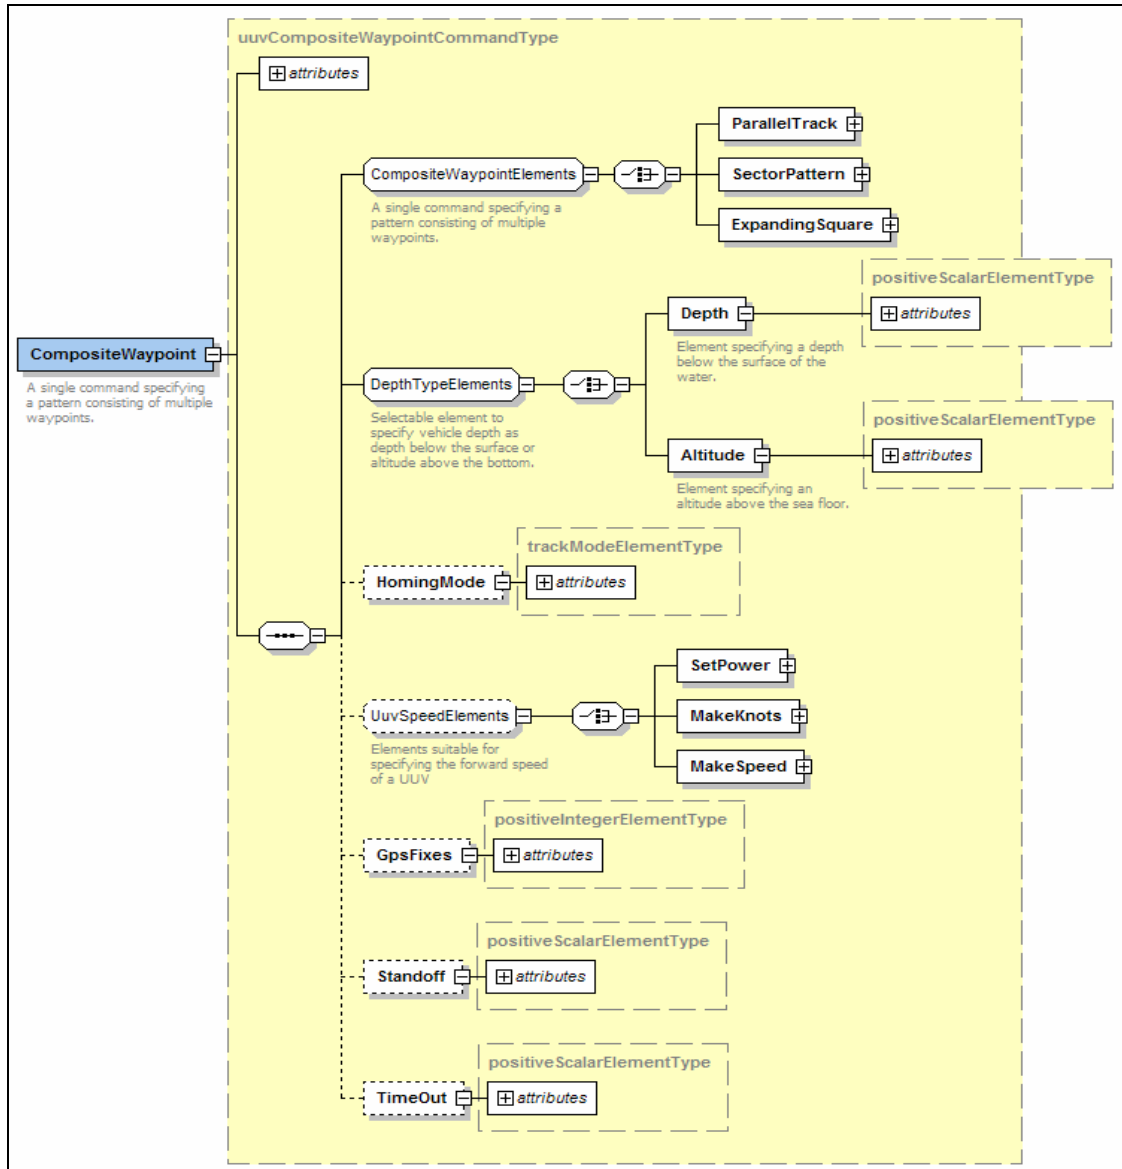 uuvCompositeWaypointCommandType
attributes
ParallelTrack
CompositeWaypointElements
SectorPattern
A single command specifying a
pattern consisting of multiple
waypoints.
ExpandingSquare
positiveScalarElementType
Depth
attributes
Element specifying a depth
below the surface of the
water.
CompositeWaypoint
A single command specifying
a pattern consisting of multiple
waypoints.
DepthTypeElements
Selectable element to
specify vehicle depth as
depth below the surface or
altitude above the bottom.
positiveScalarElementType
Altitude
attributes
Element specifying an
altitude above the sea floor.
trackModeElementType
HomingMode
attributes
SetPower
UuvSpeedElements
MakeKnots
Elements suitable for
specifying the forward speed
of a UUV
MakeSpeed
positiveIntegerElementType
GpsFixes
attributes
positiveScalarElementType
Standoff
attributes
positiveScalarElementType
TimeOut
attributes